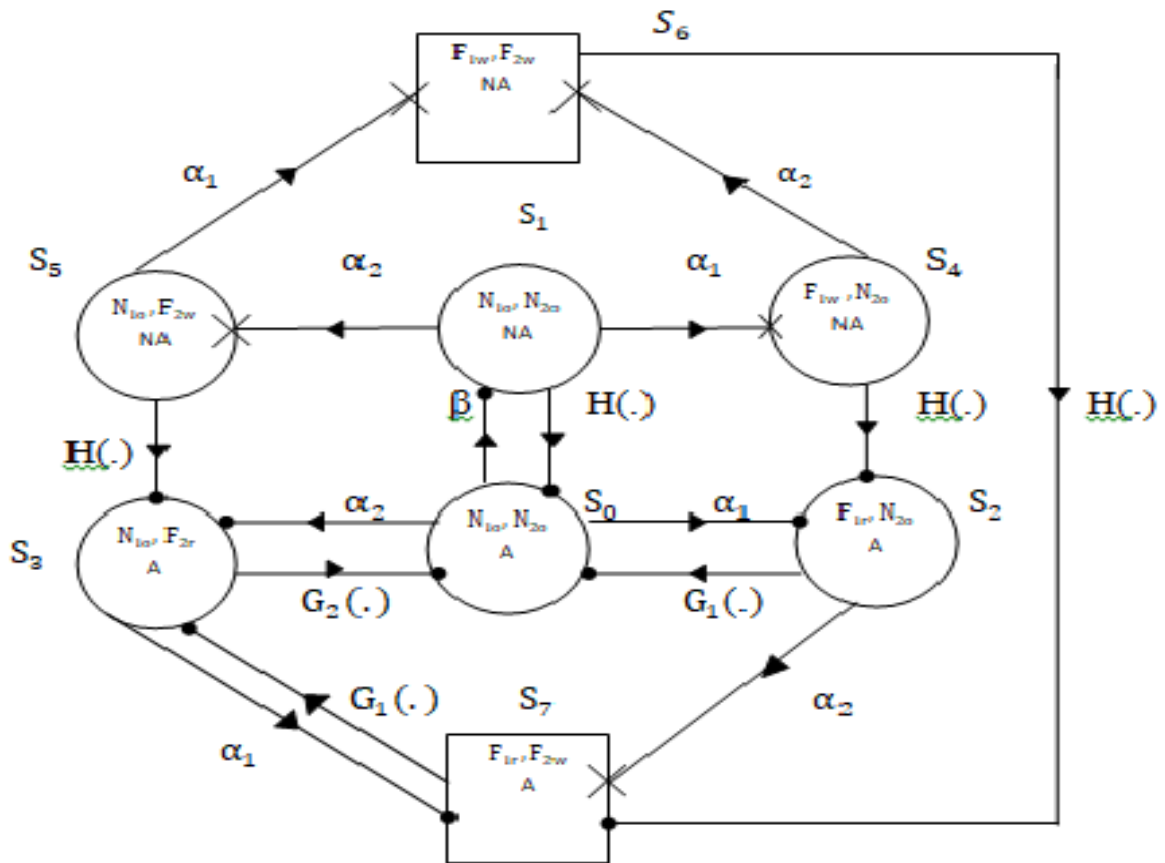 S₆
F₁w,F₂w
NA
α₁
α₂
S₁
S₅
α₂
α₁
S₄
N₁ₒ,F₂w
NA
N₁ₒ,N₂ₒ
NA
F₁w,N₂ₒ
NA
β
H(.)
H(.)
H(.)
H(.)
α₂
S₀
α₁
S₂
N₁ₒ,F₂r
A
N₁ₒ,N₂ₒ
A
F₁r,N₂ₒ
A
S₃
G₂(.)
G₁(.)
G₁(.)
S₇
α₂
α₁
F₁r,F₂w
A